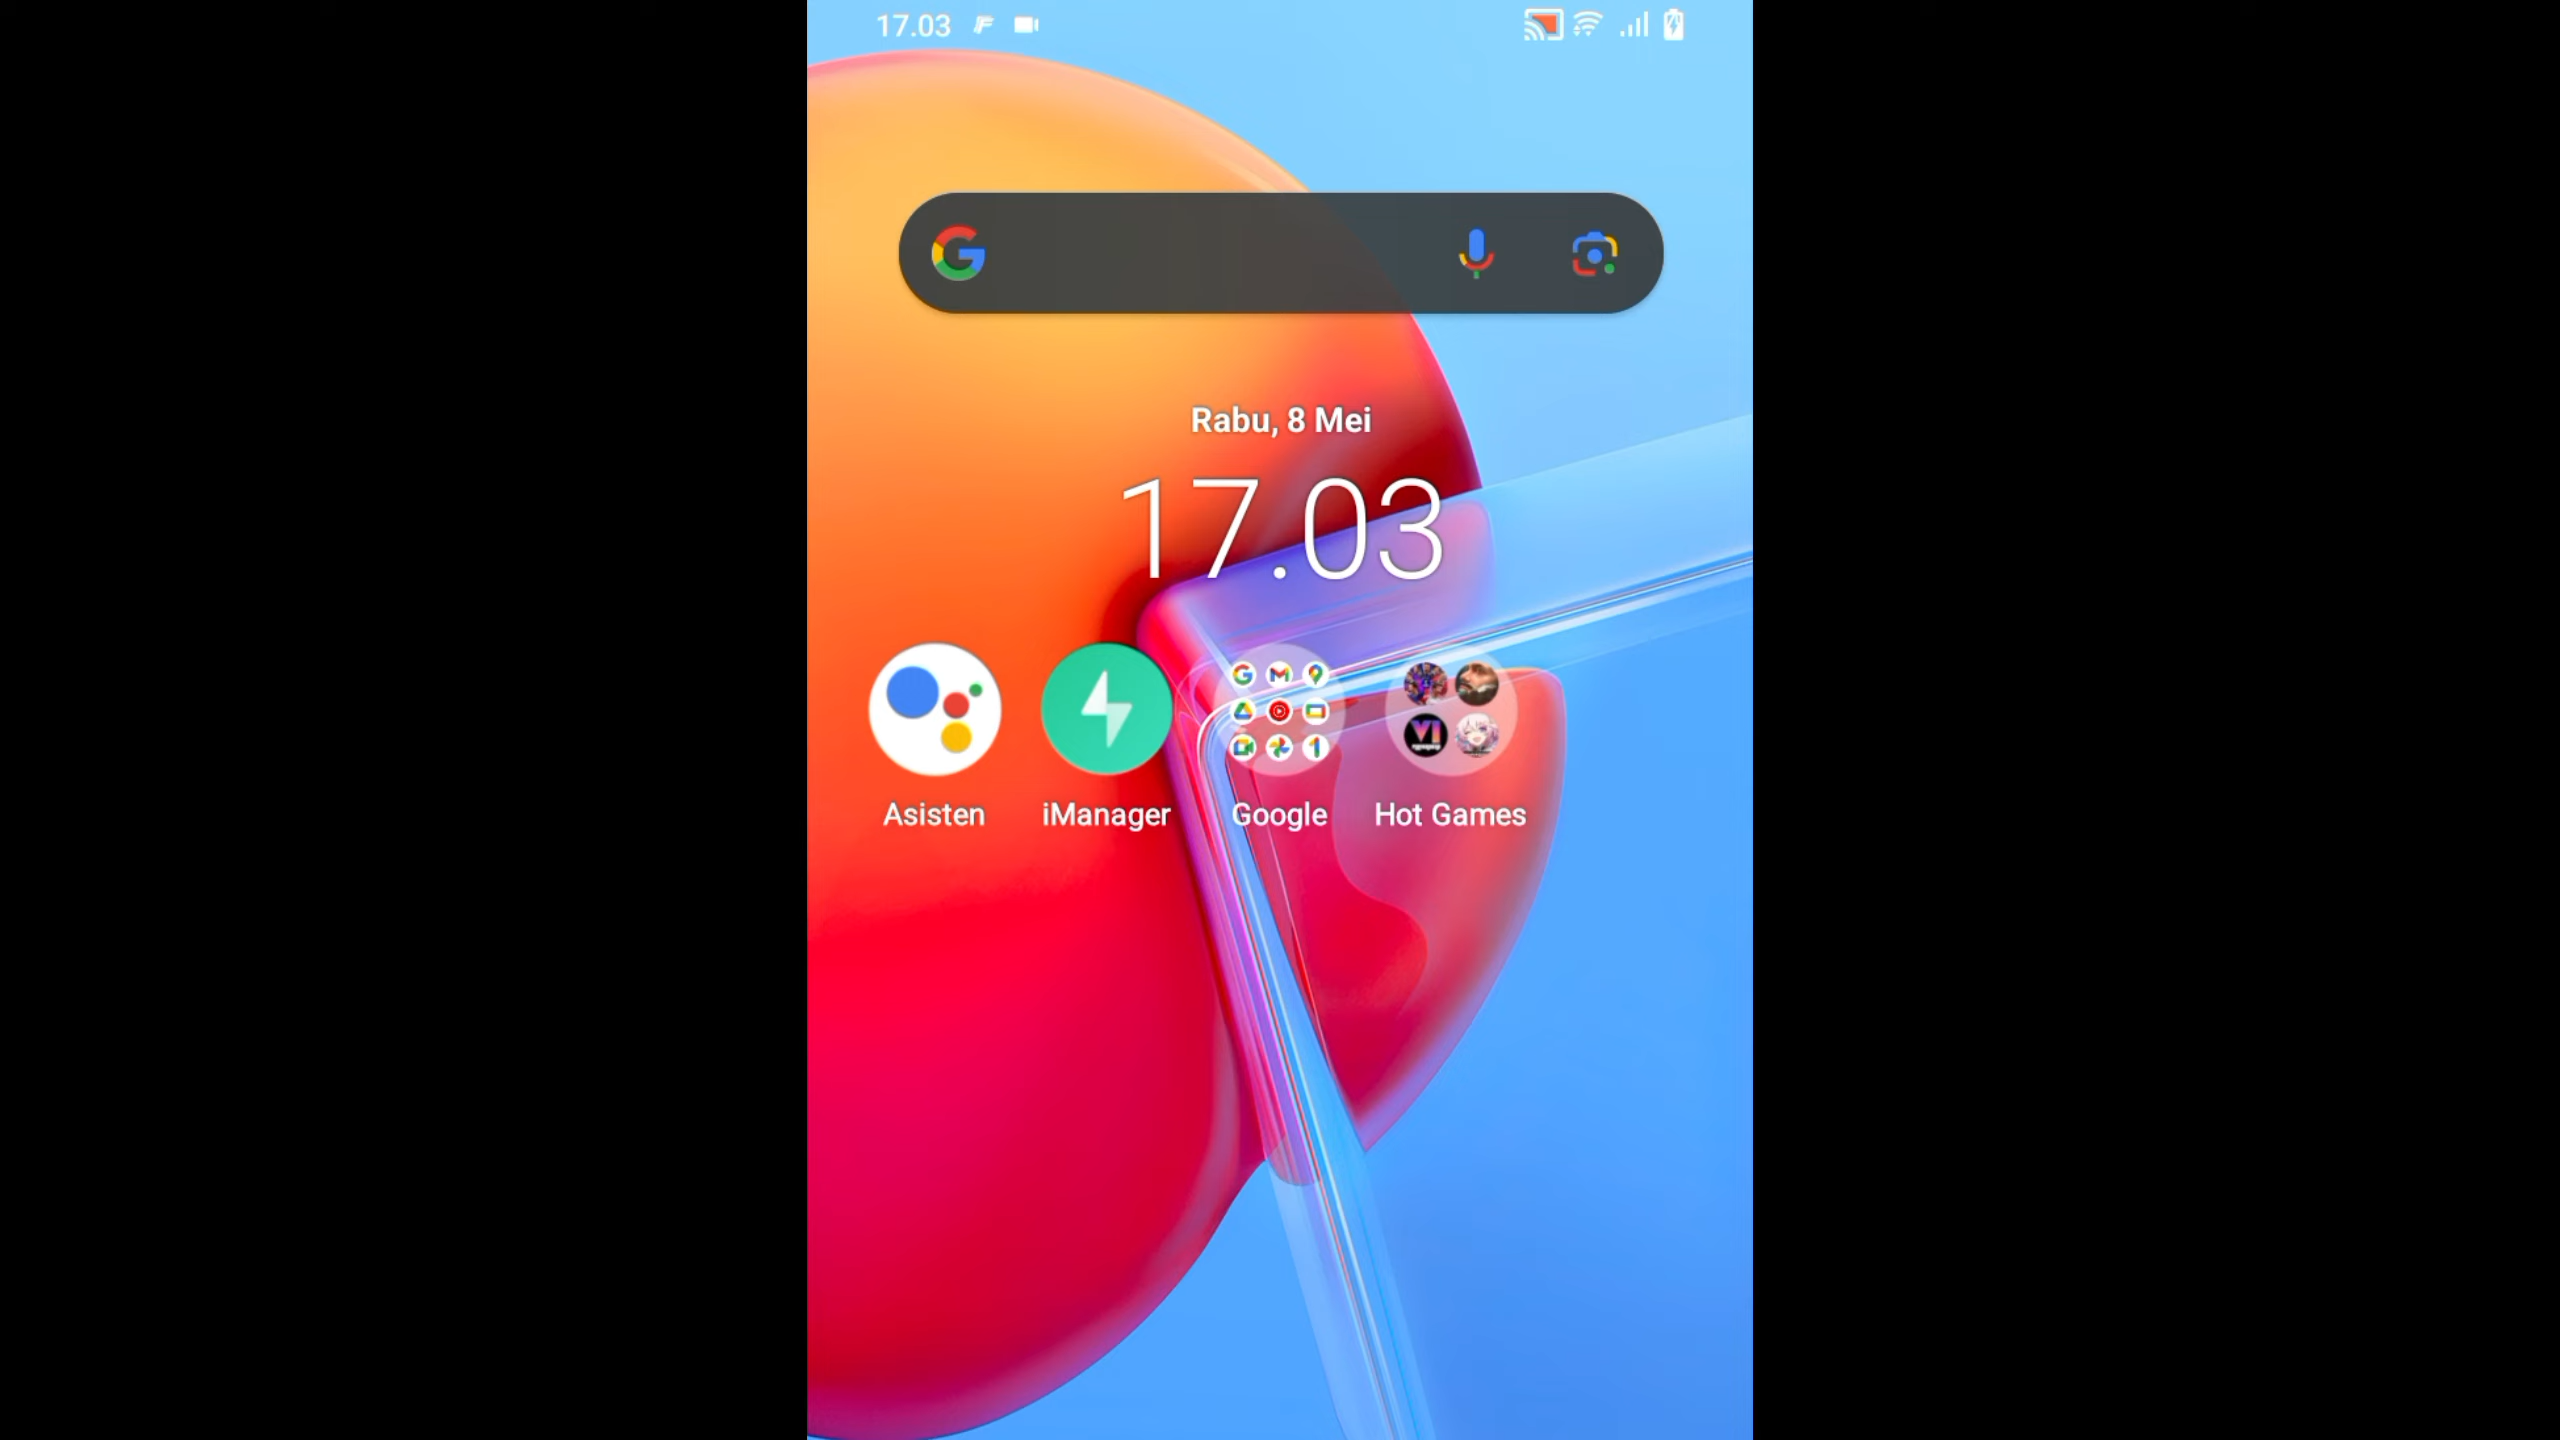 17.03
Rabu, 8 Mei
17.03
Asisten
iManager
Google
Hot Games